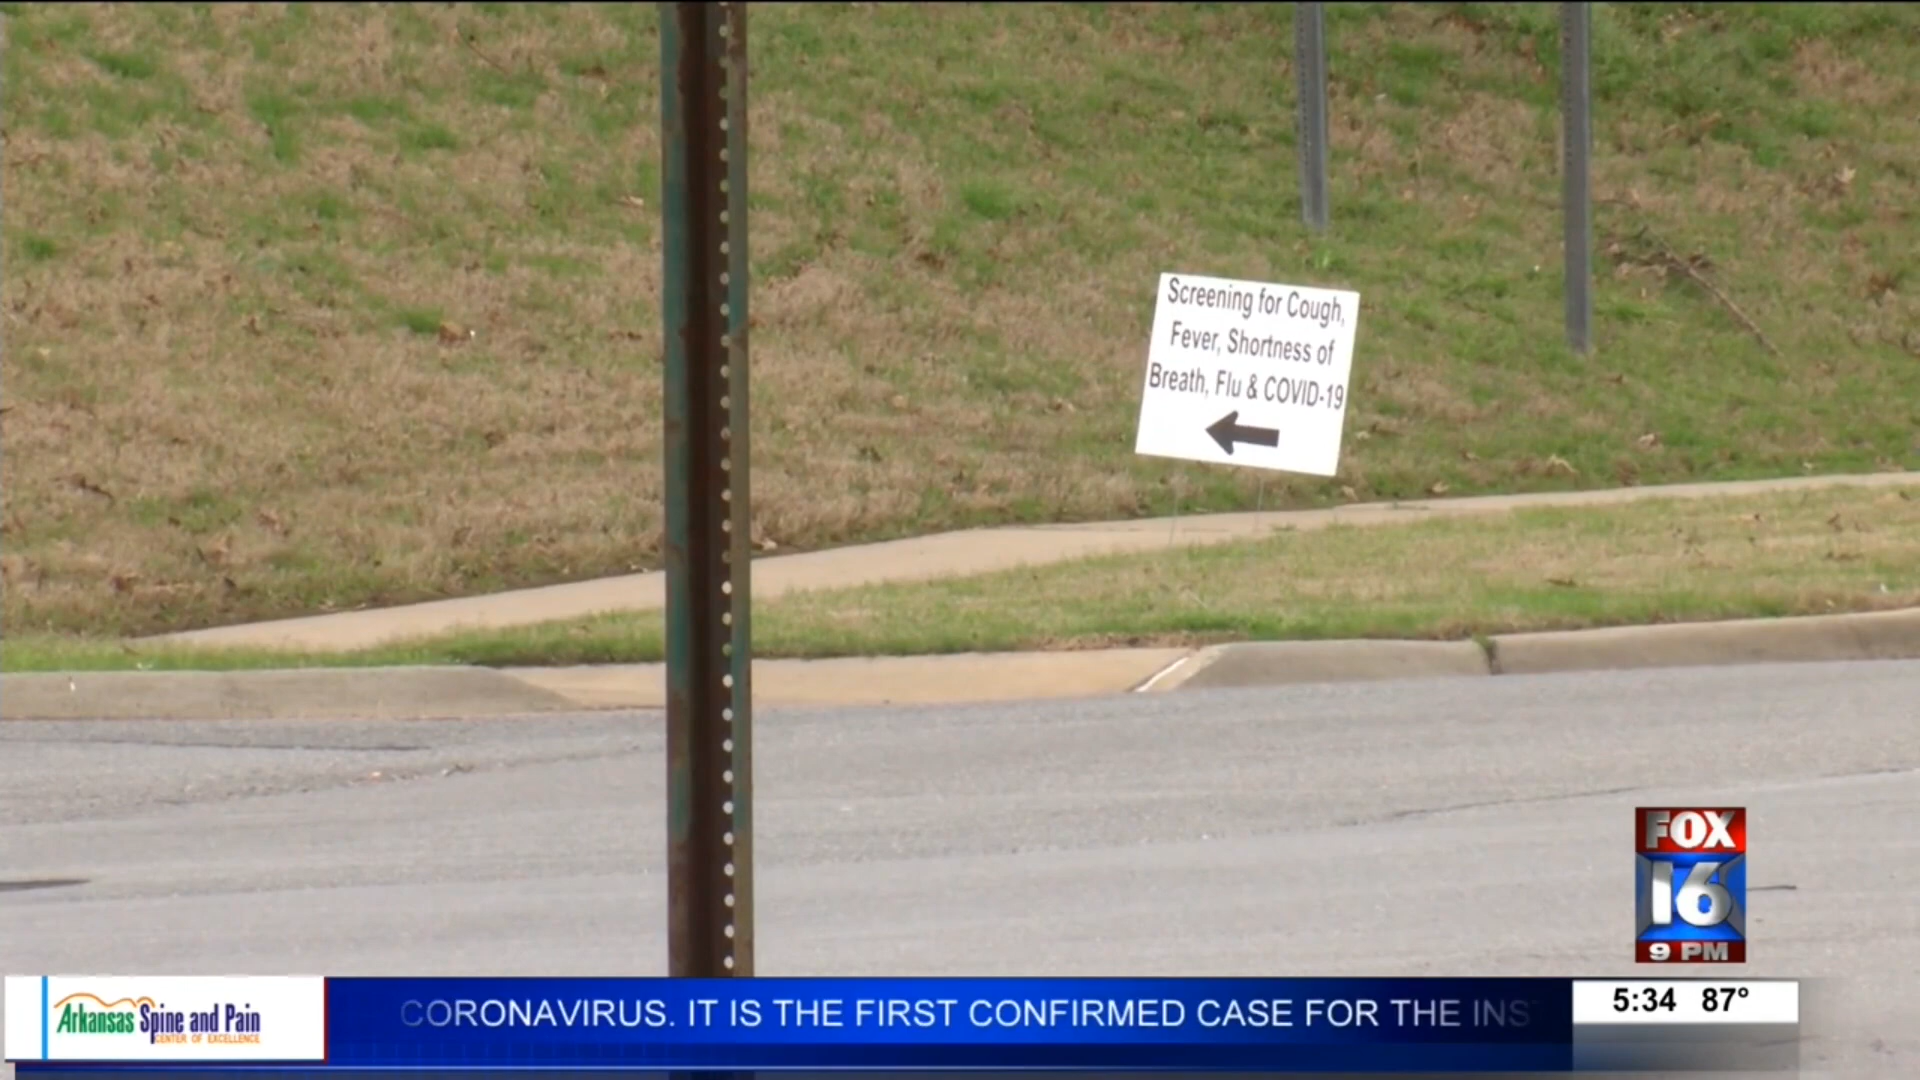 Screening for Cough,
Fever, Shortness of
Breath, Flu & COVID-19
FOX
16
9 PM
Arkansas Spine and Pain
CENTER OF EXCELLENCE
CORONAVIRUS. IT IS THE FIRST CONFIRMED CASE FOR THE INS
5:34 87°